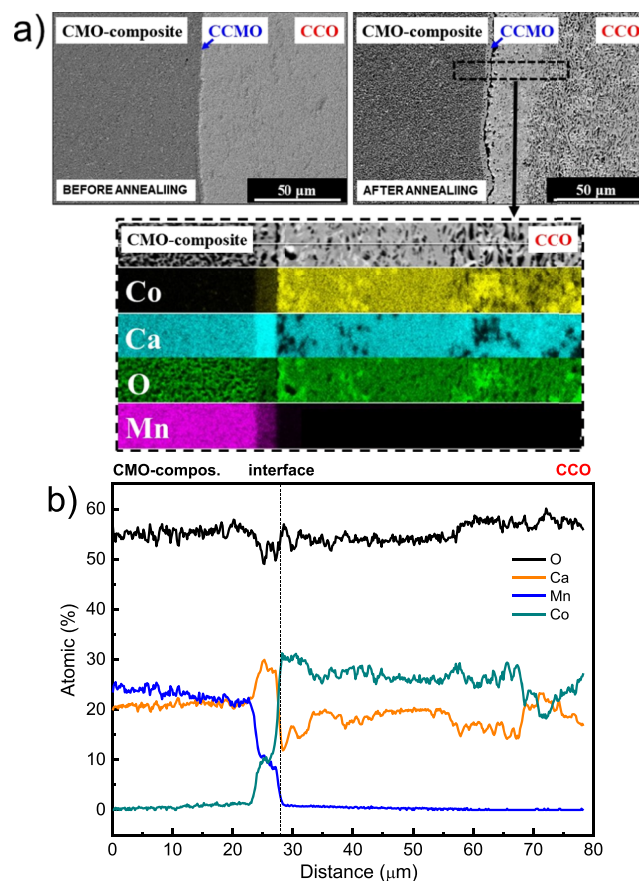 a)
CMO-composite CCMO CCO
BEFORE ANNEALIING
50 µm
CMO-composite CCMO CCO
AFTER ANNEALIING
50 µm
CMO-composite CCO
Co
Ca
O
Mn
CMO-compos. interface CCO
b)
60
50
40
30
20
10
0
Atomic (%)
O
Ca
Mn
Co
0 10 20 30 40 50 60 70 80
Distance (µm)